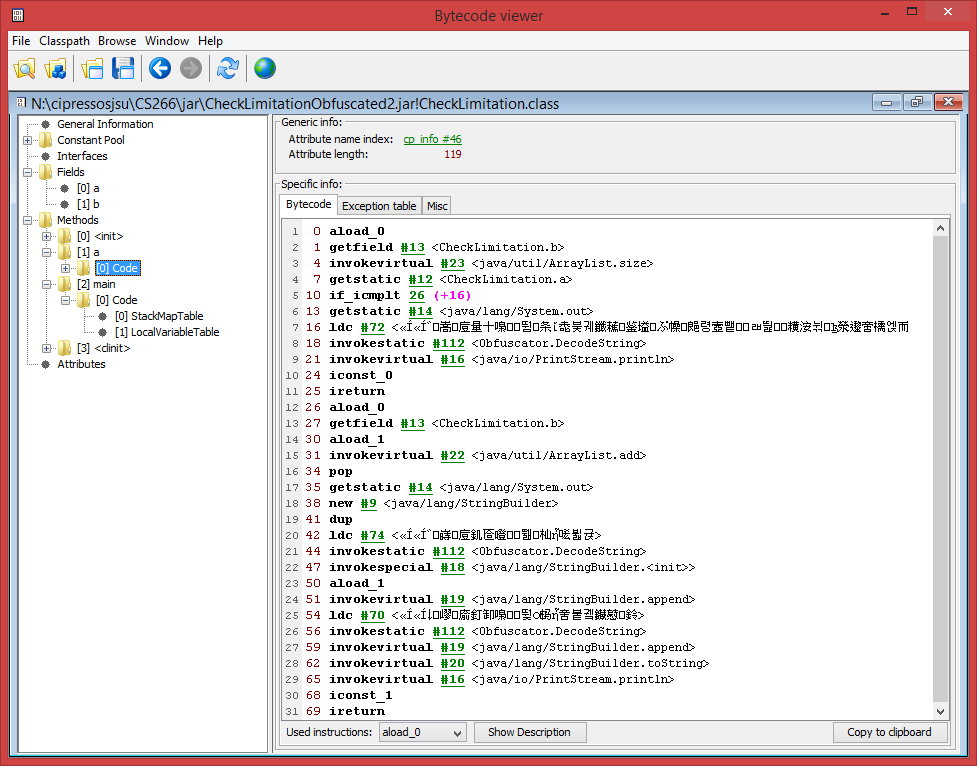 Bytecode viewer
File Classpath Browse Window Help
N:\cipressosjsu\CS266\jar\CheckLimitationObfuscated2.jar!CheckLimitation.class
General Information
Constant Pool
Interfaces
Fields
[0] a
[1] b
Methods
[0] <init>
[1] a
[0] Code
[2] main
[0] Code
[0] StackMapTable
[1] LocalVariableTable
[3] <clinit>
Attributes
Generic info:
Attribute name index: cp_info #46
Attribute length: 119
Specific info:
Bytecode Exception table Misc
1 0 aload_0
2 1 getfield #13 <CheckLimitation.b>
3 4 invokevirtual #23 <java/util/ArrayList.size>
4 7 getstatic #12 <CheckLimitation.a>
5 10 if_icmplt 26 (+16)
6 13 getstatic #14 <java/lang/System.out>
7 16 ldc #72
8 18 invokestatic #112 <Obfuscator.DecodeString>
9 21 invokevirtual #16 <java/io/PrintStream.println>
10 24 iconst_0
11 25 ireturn
12 26 aload_0
13 27 getfield #13 <CheckLimitation.b>
14 30 aload_1
15 31 invokevirtual #22 <java/util/ArrayList.add>
16 34 pop
17 35 getstatic #14 <java/lang/System.out>
18 38 new #9 <java/lang/StringBuilder>
19 41 dup
20 42 ldc #74
21 44 invokestatic #112 <Obfuscator.DecodeString>
22 47 invokespecial #18 <java/lang/StringBuilder.<init>>
23 50 aload_1
24 51 invokevirtual #19 <java/lang/StringBuilder.append>
25 54 ldc #70
26 56 invokestatic #112 <Obfuscator.DecodeString>
27 59 invokevirtual #19 <java/lang/StringBuilder.append>
28 62 invokevirtual #20 <java/lang/StringBuilder.toString>
29 65 invokevirtual #16 <java/io/PrintStream.println>
30 68 iconst_1
31 69 ireturn
Used instructions: aload_0 Show Description Copy to clipboard